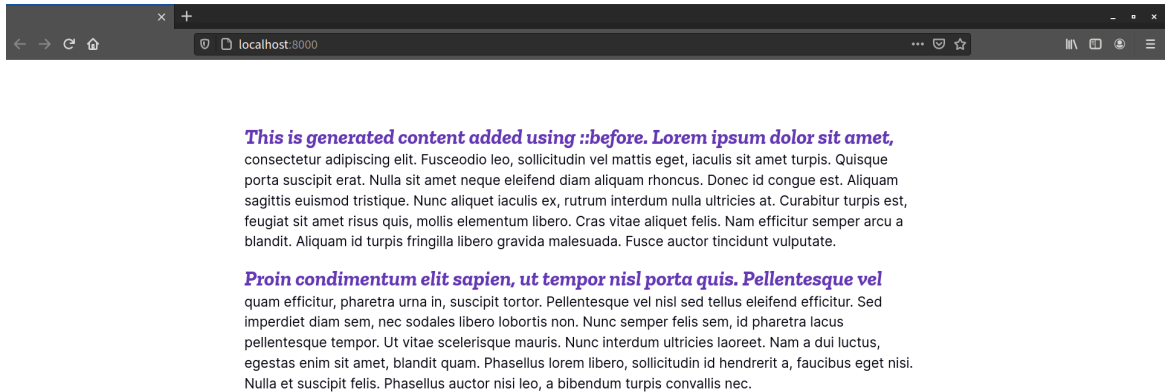 localhost:8000
This is generated content added using ::before. Lorem ipsum dolor sit amet,
consectetur adipiscing elit. Fusceodio leo, sollicitudin vel mattis eget, iaculis sit amet turpis. Quisque
porta suscipit erat. Nulla sit amet neque eleifend diam aliquam rhoncus. Donec id congue est. Aliquam
sagittis euismod tristique. Nunc aliquet iaculis ex, rutrum interdum nulla ultricies at. Curabitur turpis est,
feugiat sit amet risus quis, mollis elementum libero. Cras vitae aliquet felis. Nam efficitur semper arcu a
blandit. Aliquam id turpis fringilla libero gravida malesuada. Fusce auctor tincidunt vulputate.
Proin condimentum elit sapien, ut tempor nisl porta quis. Pellentesque vel
quam efficitur, pharetra urna in, suscipit tortor. Pellentesque vel nisl sed tellus eleifend efficitur. Sed
imperdiet diam sem, nec sodales libero lobortis non. Nunc semper felis sem, id pharetra lacus
pellentesque tempor. Ut vitae scelerisque mauris. Nunc interdum ultricies laoreet. Nam a dui luctus,
egestas enim sit amet, blandit quam. Phasellus lorem libero, sollicitudin id hendrerit a, faucibus eget nisi.
Nulla et suscipit felis. Phasellus auctor nisi leo, a bibendum turpis convallis nec.